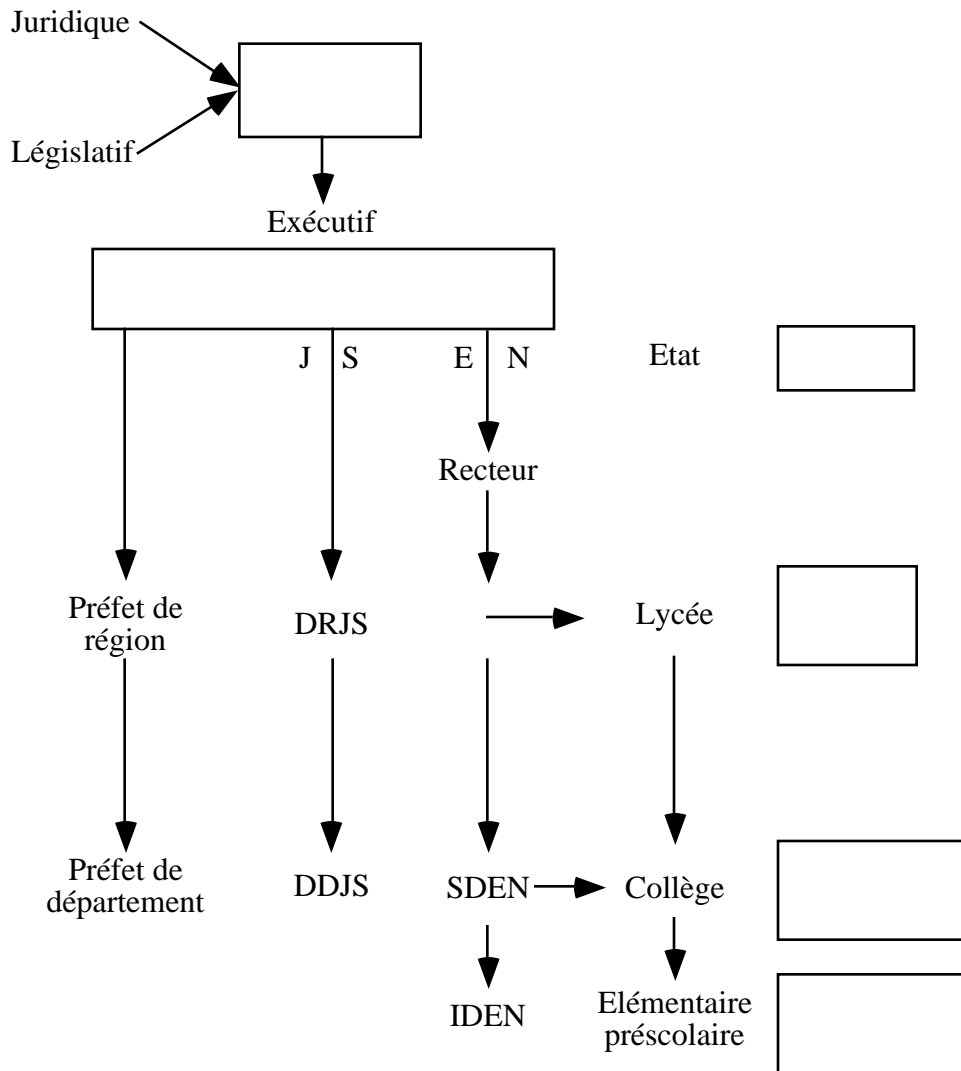 Juridique
Législatif
Exécutif
J S E N Etat
Recteur
Préfet de
région
DRJS
Lycée
Préfet de
département
DDJS
SDEN
Collège
IDEN
Elémentaire
préscolaire